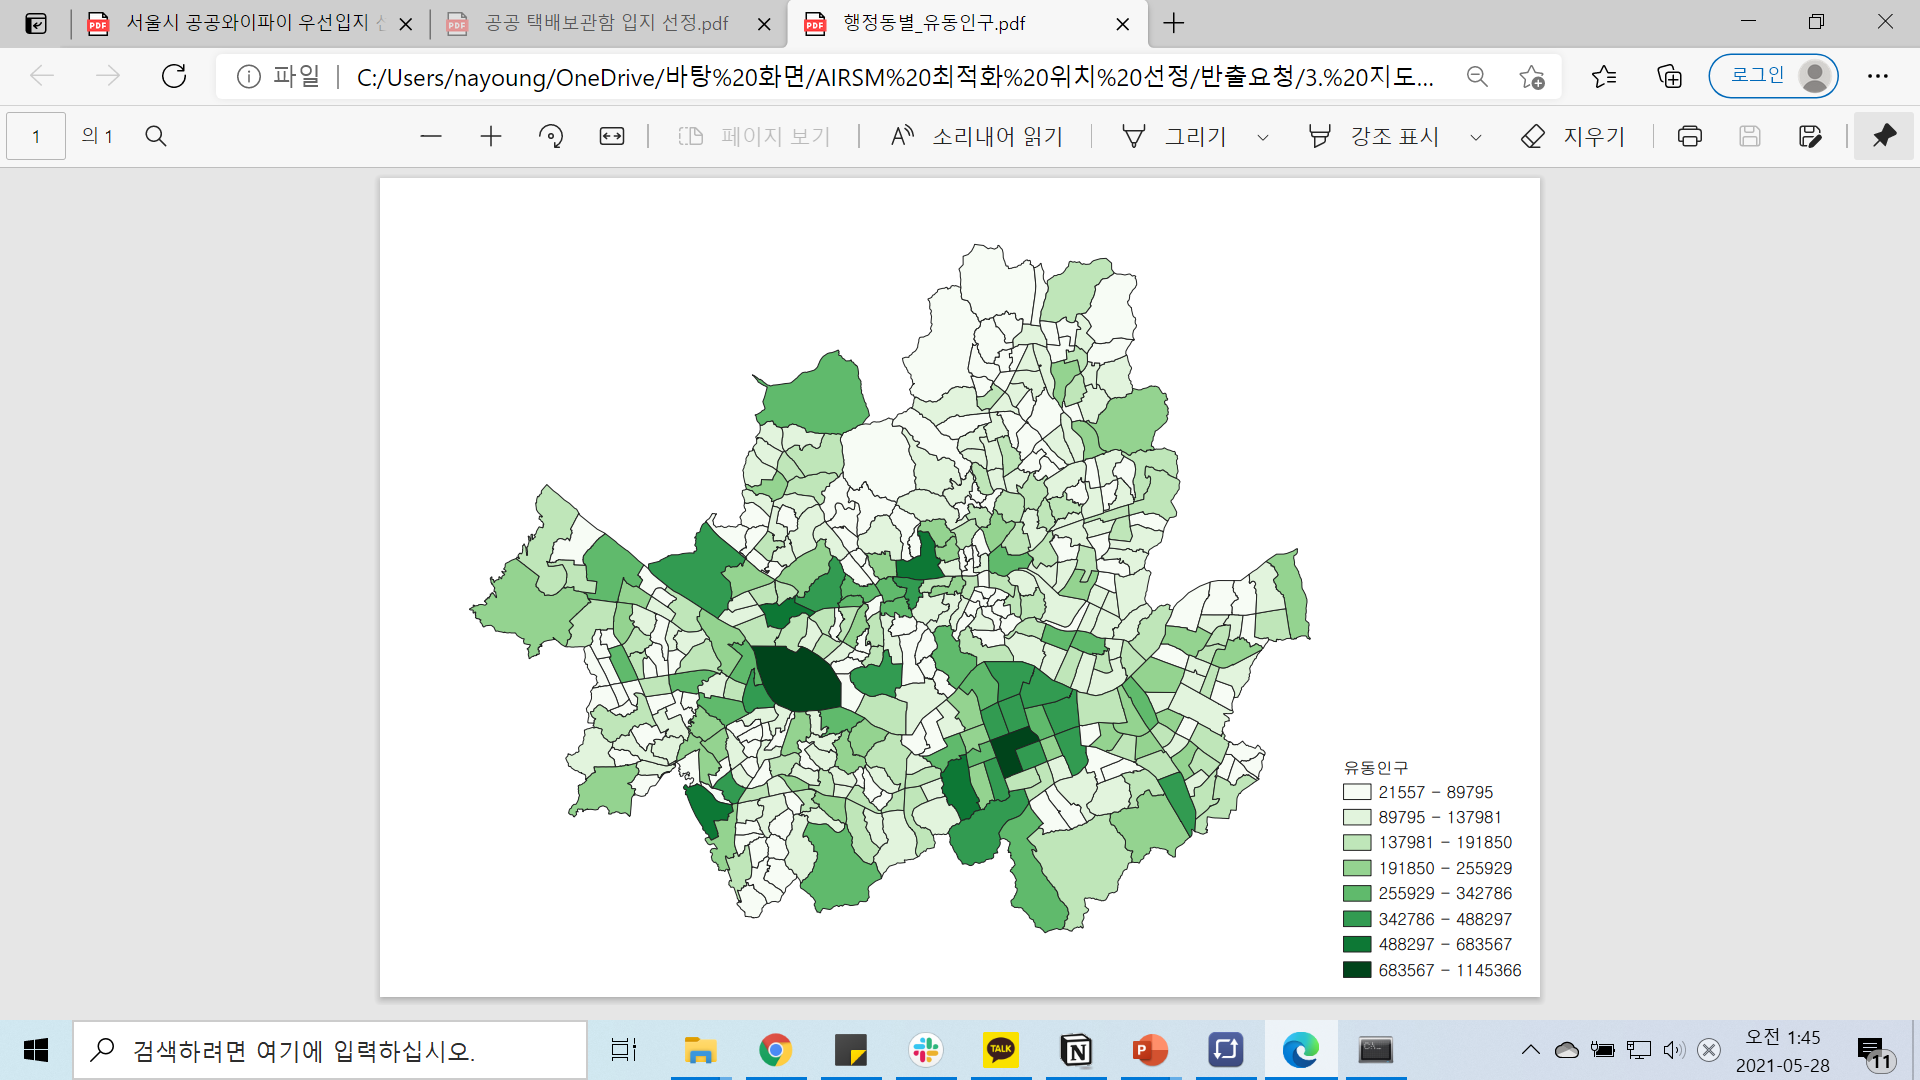 서울시 공공와이파이 우선입지
공공 택배보관함 입지 선정.pdf
행정동별_유동인구.pdf
파일
C:/Users/nayoung/OneDrive/바탕%20화면/AIRSM%20최적화%20위치%20선정/반출요청/3.%20지도...
로그인
1
의 1
페이지 보기
소리내어 읽기
그리기
강조 표시
지우기
유동인구
21557 - 89795
89795 - 137981
137981 - 191850
191850 - 255929
255929 - 342786
342786 - 488297
488297 - 683567
683567 - 1145366
검색하려면 여기에 입력하십시오.
TALK
오전 1:45
2021-05-28
11